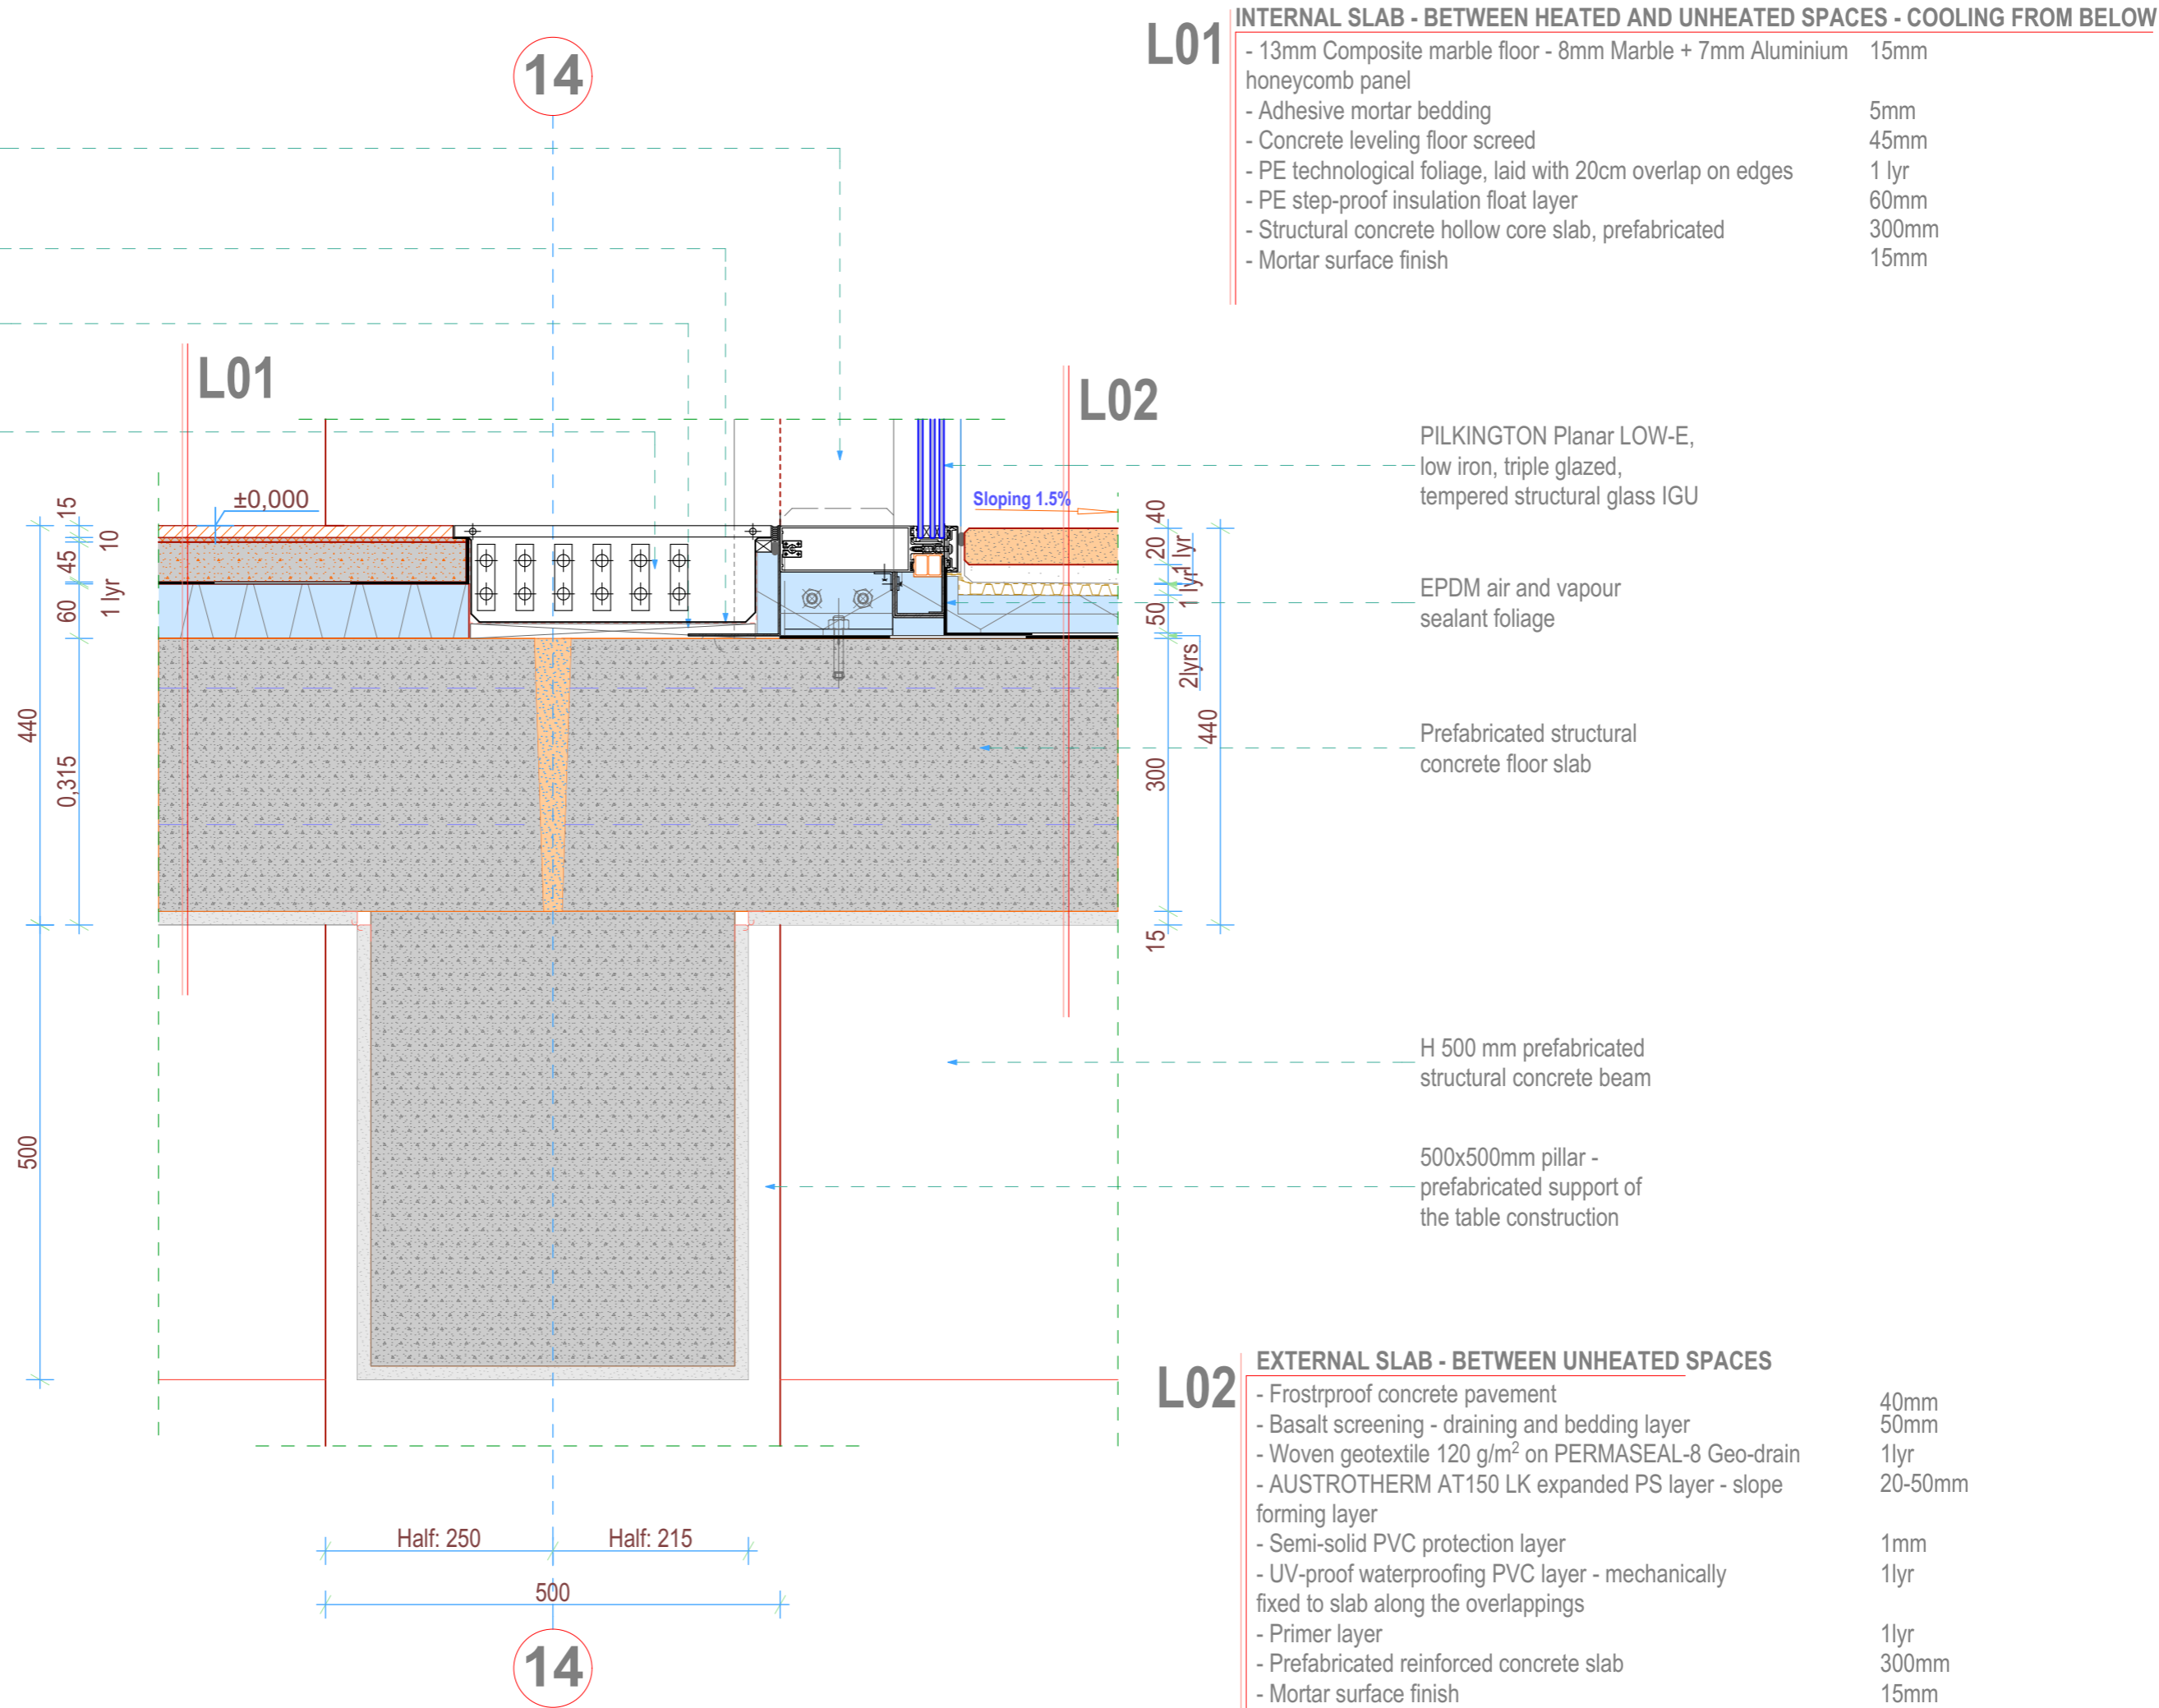 L01
INTERNAL SLAB - BETWEEN HEATED AND UNHEATED SPACES - COOLING FROM BELOW
- 13mm Composite marble floor - 8mm Marble + 7mm Aluminium 15mm
honeycomb panel
- Adhesive mortar bedding 5mm
- Concrete leveling floor screed 45mm
- PE technological foliage, laid with 20cm overlap on edges 1 lyr
- PE step-proof insulation float layer 60mm
- Structural concrete hollow core slab, prefabricated 300mm
- Mortar surface finish 15mm
14
L01
L02
PILKINGTON Planar LOW-E,
low iron, triple glazed,
tempered structural glass IGU
±0,000
Sloping 1.5%
15
10
45
1 lyr
60
440
0,315
500
40
20
1 lyr
1 lyr
50
2lyrs
440
300
15
EPDM air and vapour
sealant foliage
Prefabricated structural
concrete floor slab
H 500 mm prefabricated
structural concrete beam
500x500mm pillar -
prefabricated support of
the table construction
L02
EXTERNAL SLAB - BETWEEN UNHEATED SPACES
- Frostrproof concrete pavement 40mm
- Basalt screening - draining and bedding layer 50mm
- Woven geotextile 120 g/m² on PERMASEAL-8 Geo-drain 1lyr
- AUSTROTHERM AT150 LK expanded PS layer - slope 20-50mm
forming layer
- Semi-solid PVC protection layer 1mm
- UV-proof waterproofing PVC layer - mechanically 1lyr
fixed to slab along the overlappings
- Primer layer 1lyr
- Prefabricated reinforced concrete slab 300mm
- Mortar surface finish 15mm
Half: 250
Half: 215
500
14